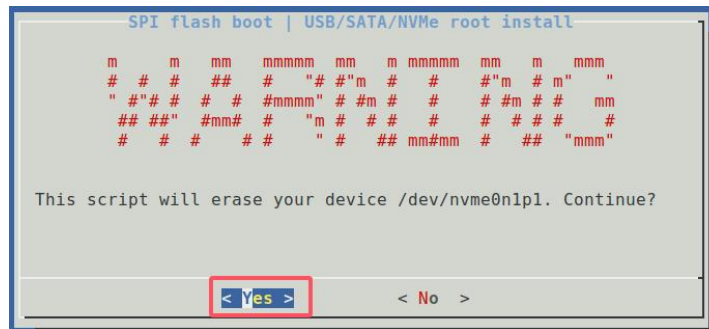 SPI flash boot | USB/SATA/NVMe root install
WARNING
This script will erase your device /dev/nvme0n1p1. Continue?
< Yes > < No >